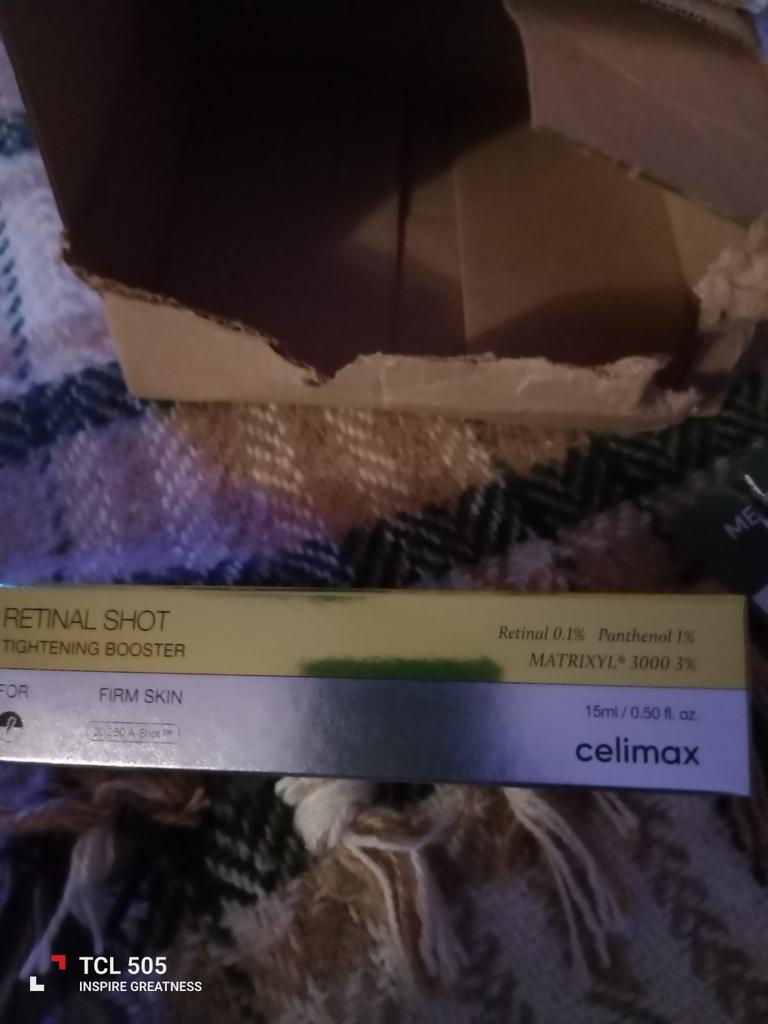 RETINAL SHOT
TIGHTENING BOOSTER
Retinal 0.1% Panthenol 1%
MATRIXYL® 3000 3%
FOR FIRM SKIN
15ml / 0.50 fl. oz.
celimax
TCL 505
INSPIRE GREATNESS